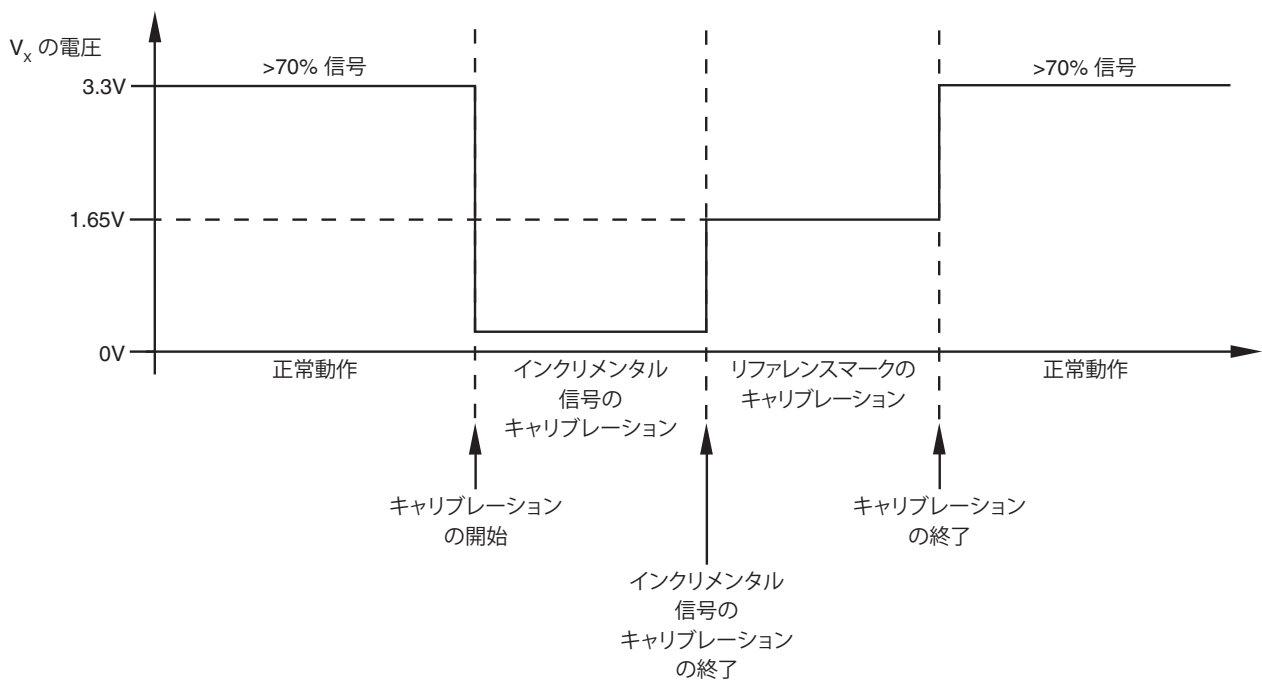 Vx の電圧
>70% 信号
>70% 信号
3.3V
1.65V
0V
正常動作
インクリメンタル
信号の
キャリブレーション
リファレンスマークの
キャリブレーション
正常動作
キャリブレーション
の開始
キャリブレーション
の終了
インクリメンタル
信号の
キャリブレーション
の終了